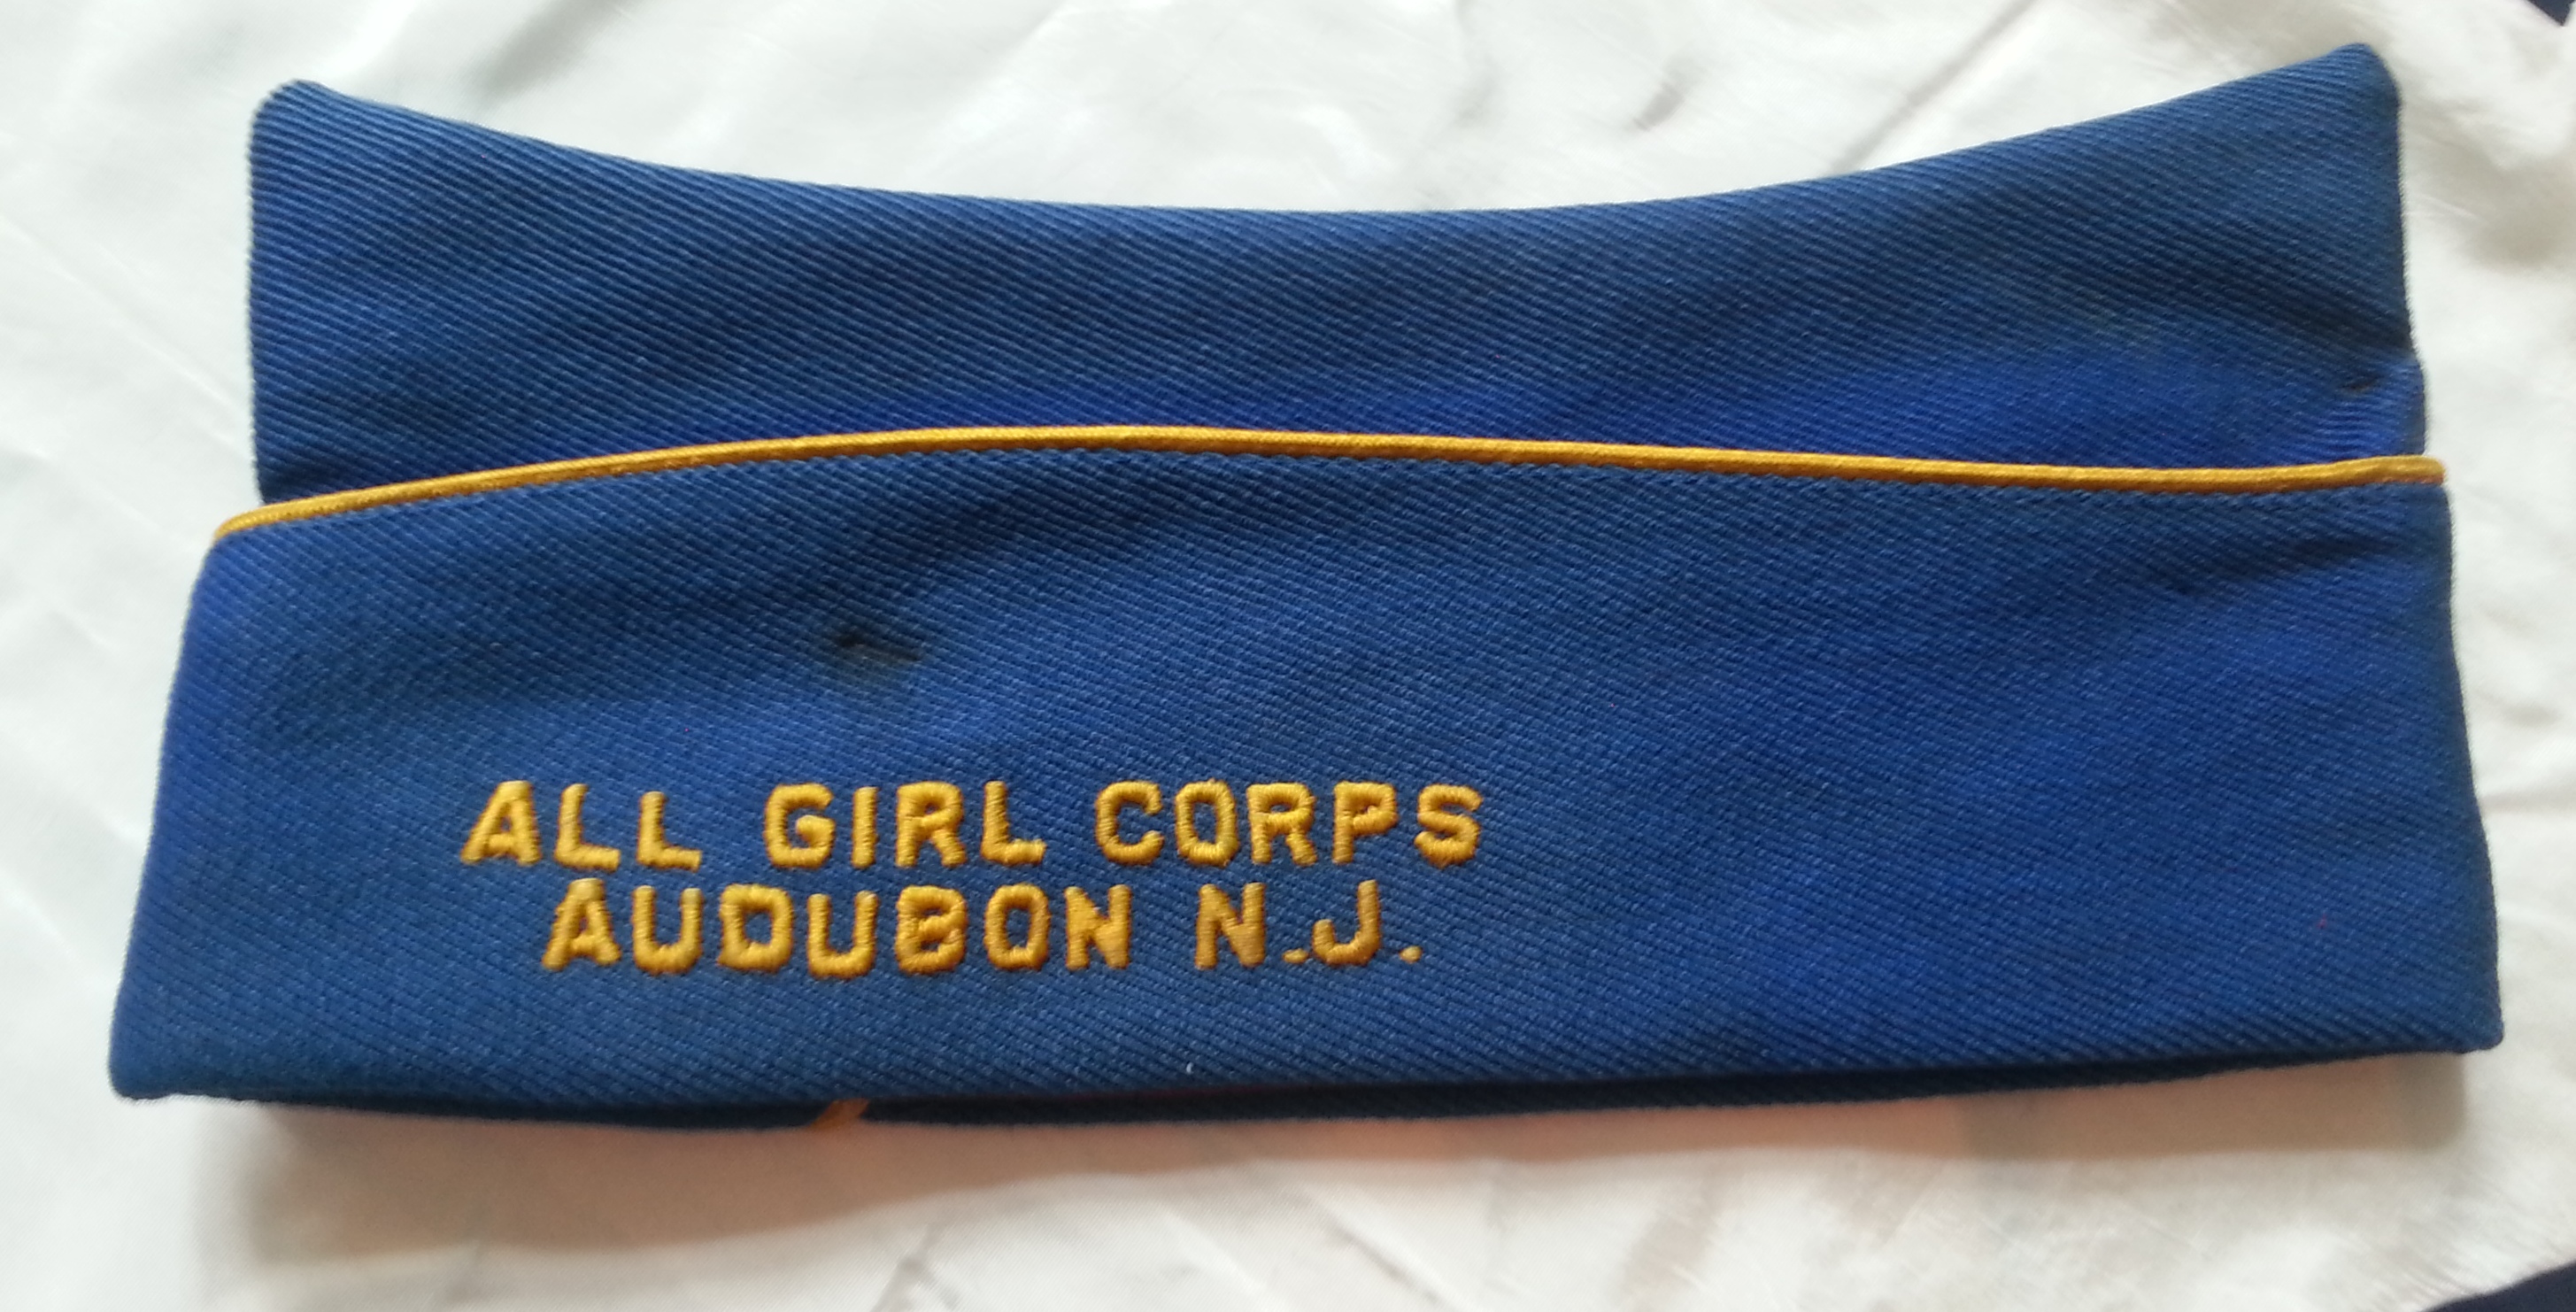 ALL GIRL CORPS
AUDUBON N.J.